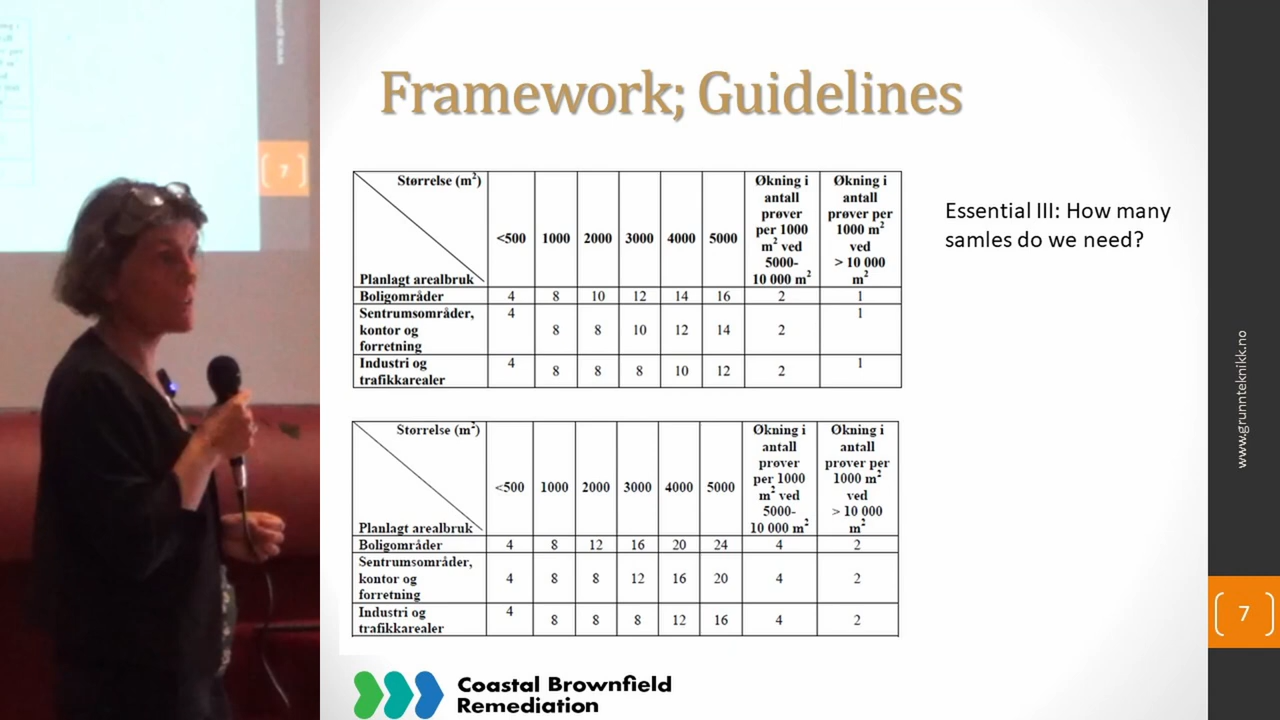 Framework; Guidelines
Størrelse (m²)
Planlagt arealbruk
<500 1000 2000 3000 4000 5000
Økning i
antall
prøver
per 1000
m² ved
5000-
10 000 m²
Økning i
antall
prøver per
1000 m²
ved
> 10 000
m²
Boligområder 4 8 10 12 14 16 2 1
Sentrumsområder,
kontor og
forretning
4 8 8 10 12 14 2 1
Industri og
trafikkarealer
4 8 8 8 10 12 2 1
Størrelse (m²)
Planlagt arealbruk
<500 1000 2000 3000 4000 5000
Økning i
antall
prøver
per 1000
m² ved
5000-
10 000 m²
Økning i
antall
prøver per
1000 m²
ved
> 10 000
m²
Boligområder 4 8 12 16 20 24 4 2
Sentrumsområder,
kontor og
forretning
4 8 8 12 16 20 4 2
Industri og
trafikkarealer
4 8 8 8 12 16 4 2
Essential III: How many
samles do we need?
www.grunnteknikk.no
7
Coastal Brownfield
Remediation
7